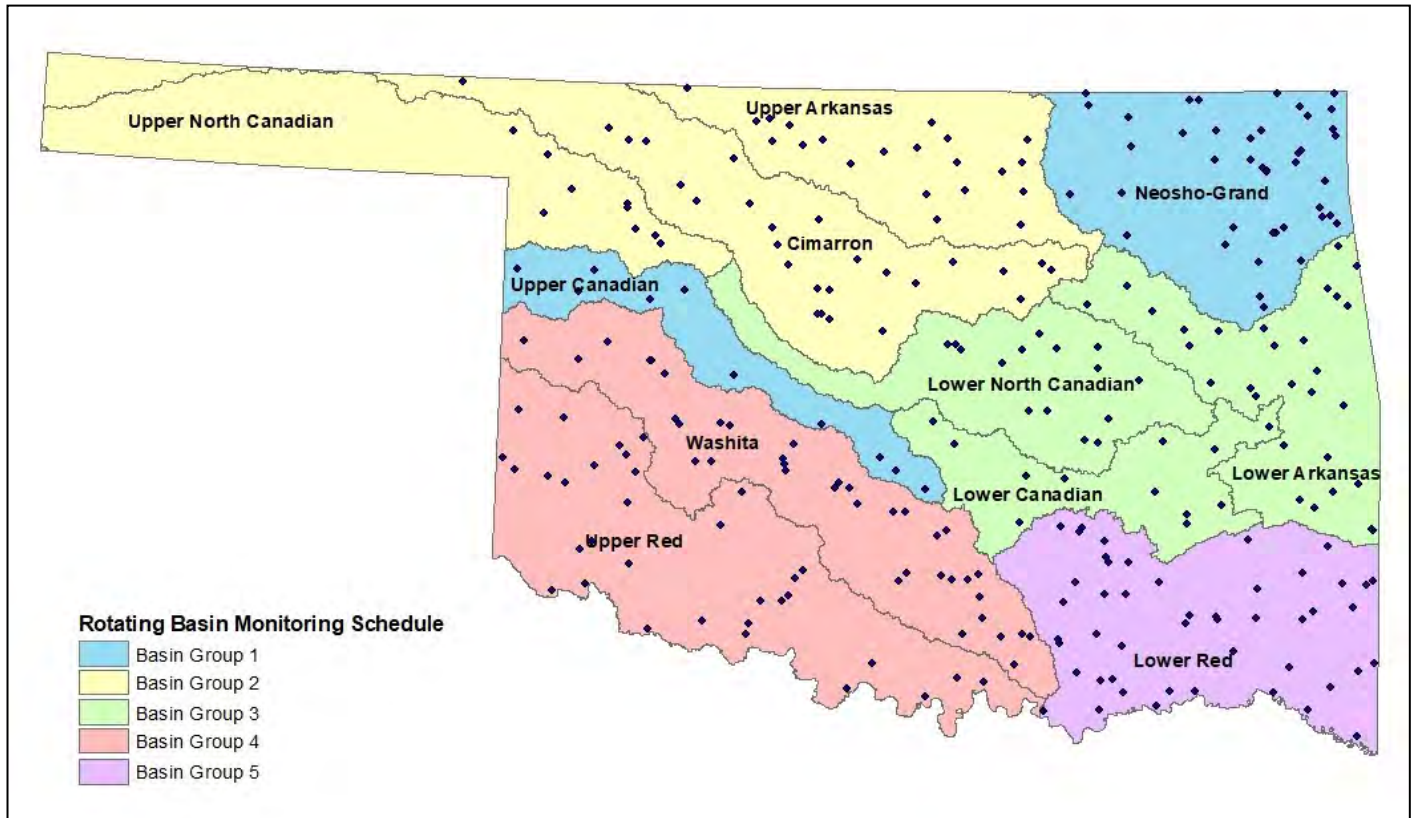 Upper Arkansas
Upper North Canadian
Neosho-Grand
Cimarron
Upper Canadian
Lower North Canadian
Washita
Lower Arkansas
Lower Canadian
Upper Red
Lower Red
Rotating Basin Monitoring Schedule
Basin Group 1
Basin Group 2
Basin Group 3
Basin Group 4
Basin Group 5